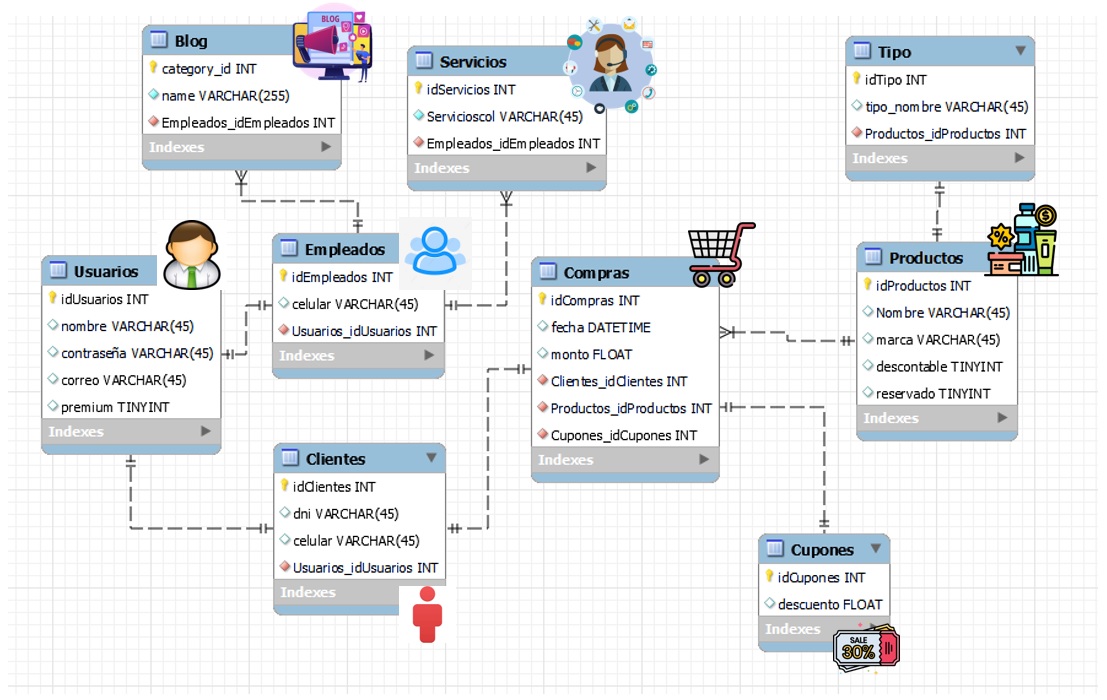 Blog
category_id INT
name VARCHAR(255)
Empleados_idEmpleados INT
Indexes
BLOG
Servicios
idServicios INT
Servicioscol VARCHAR(45)
Empleados_idEmpleados INT
Indexes
Tipo
idTipo INT
tipo_nombre VARCHAR(45)
Productos_idProductos INT
Indexes
Usuarios
idUsuarios INT
nombre VARCHAR(45)
contraseña VARCHAR(45)
correo VARCHAR(45)
premium TINYINT
Indexes
Empleados
idEmpleados INT
celular VARCHAR(45)
Usuarios_idUsuarios INT
Indexes
Compras
idCompras INT
fecha DATETIME
monto FLOAT
Clientes_idClientes INT
Productos_idProductos INT
Cupones_idCupones INT
Indexes
Productos
idProductos INT
Nombre VARCHAR(45)
marca VARCHAR(45)
descontable TINYINT
reservado TINYINT
Indexes
%
$
Clientes
idClientes INT
dni VARCHAR(45)
celular VARCHAR(45)
Usuarios_idUsuarios INT
Indexes
Cupones
idCupones INT
descuento FLOAT
Indexes
SALE
30%